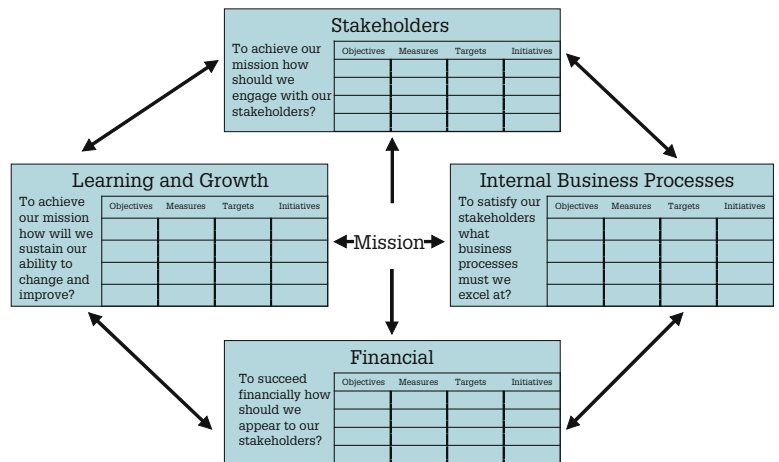 Stakeholders
To achieve our
mission how
should we
engage with our
stakeholders?
Objectives Measures Targets Initiatives
Learning and Growth
To achieve
our mission
how will we
sustain our
ability to
change and
improve?
Objectives Measures Targets Initiatives
Mission
Internal Business Processes
To satisfy our
stakeholders
what
business
processes
must we
excel at?
Objectives Measures Targets Initiatives
Financial
To succeed
financially how
should we
appear to our
stakeholders?
Objectives Measures Targets Initiatives